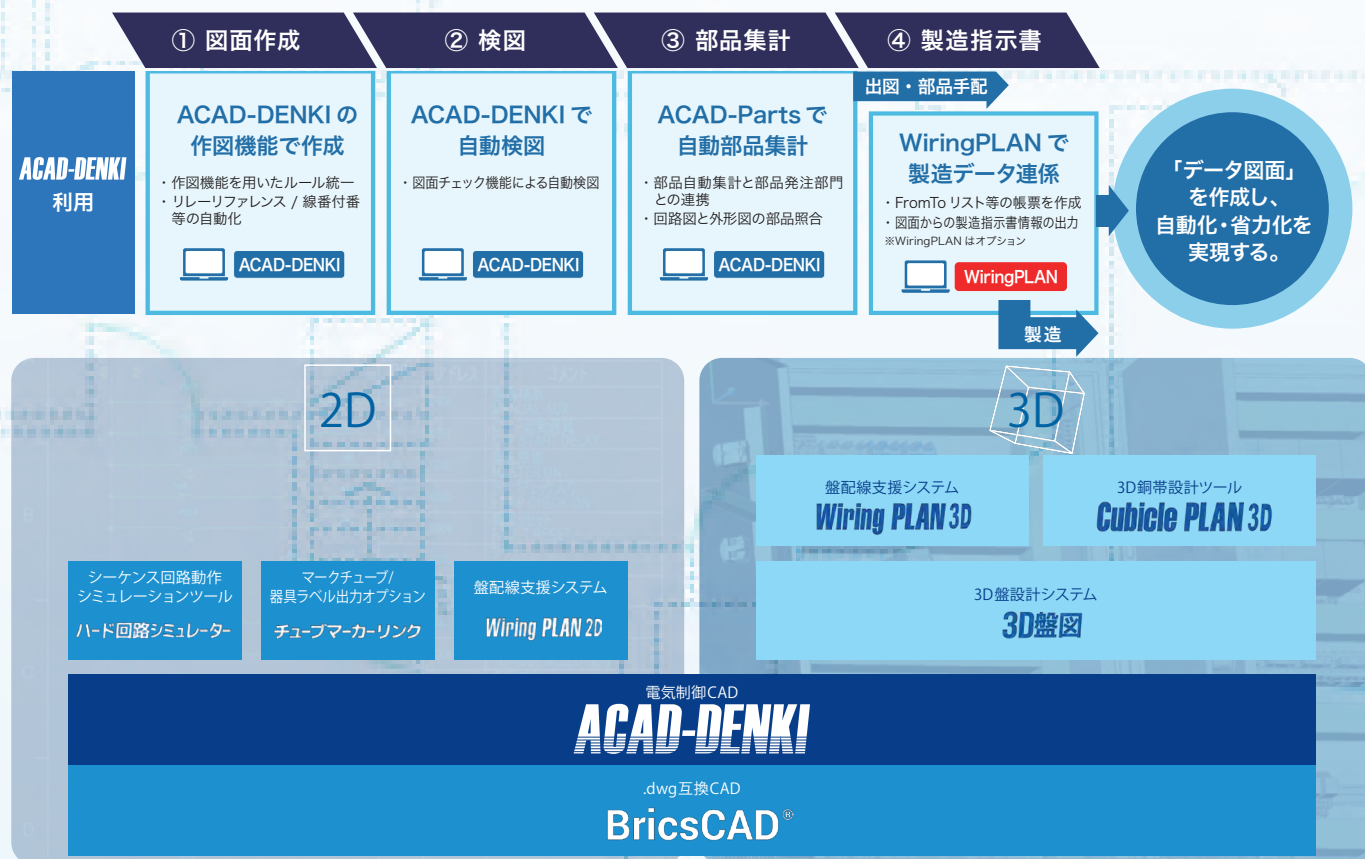 ① 図面作成
② 検図
③ 部品集計
④ 製造指示書
ACAD-DENKI
利用
ACAD-DENKI の
作図機能で作成
・作図機能を用いたルール統一
・リレーリファレンス / 線番付番
等の自動化
ACAD-DENKI
ACAD-DENKI で
自動検図
・図面チェック機能による自動検図
ACAD-DENKI
ACAD-Parts で
自動部品集計
・部品自動集計と部品発注部門
との連携
・回路図と外形図の部品照合
ACAD-DENKI
出図・部品手配
WiringPLAN で
製造データ連係
・FromTo リスト等の帳票を作成
・図面からの製造指示書情報の出力
※WiringPLAN はオプション
WiringPLAN
製造
「データ図面」
を作成し、
自動化・省力化を
実現する。
2D
コメント
シーケンス回路動作
シミュレーションツール
ハード回路シミュレーター
マークチューブ/
器具ラベル出力オプション
チューブマーカーリンク
盤配線支援システム
Wiring PLAN 2D
3D
盤配線支援システム
Wiring PLAN 3D
3D銅帯設計ツール
Cubicle PLAN 3D
3D盤設計システム
3D盤図
電気制御CAD
ACAD-DENKI
.dwg互換CAD
BricsCAD®